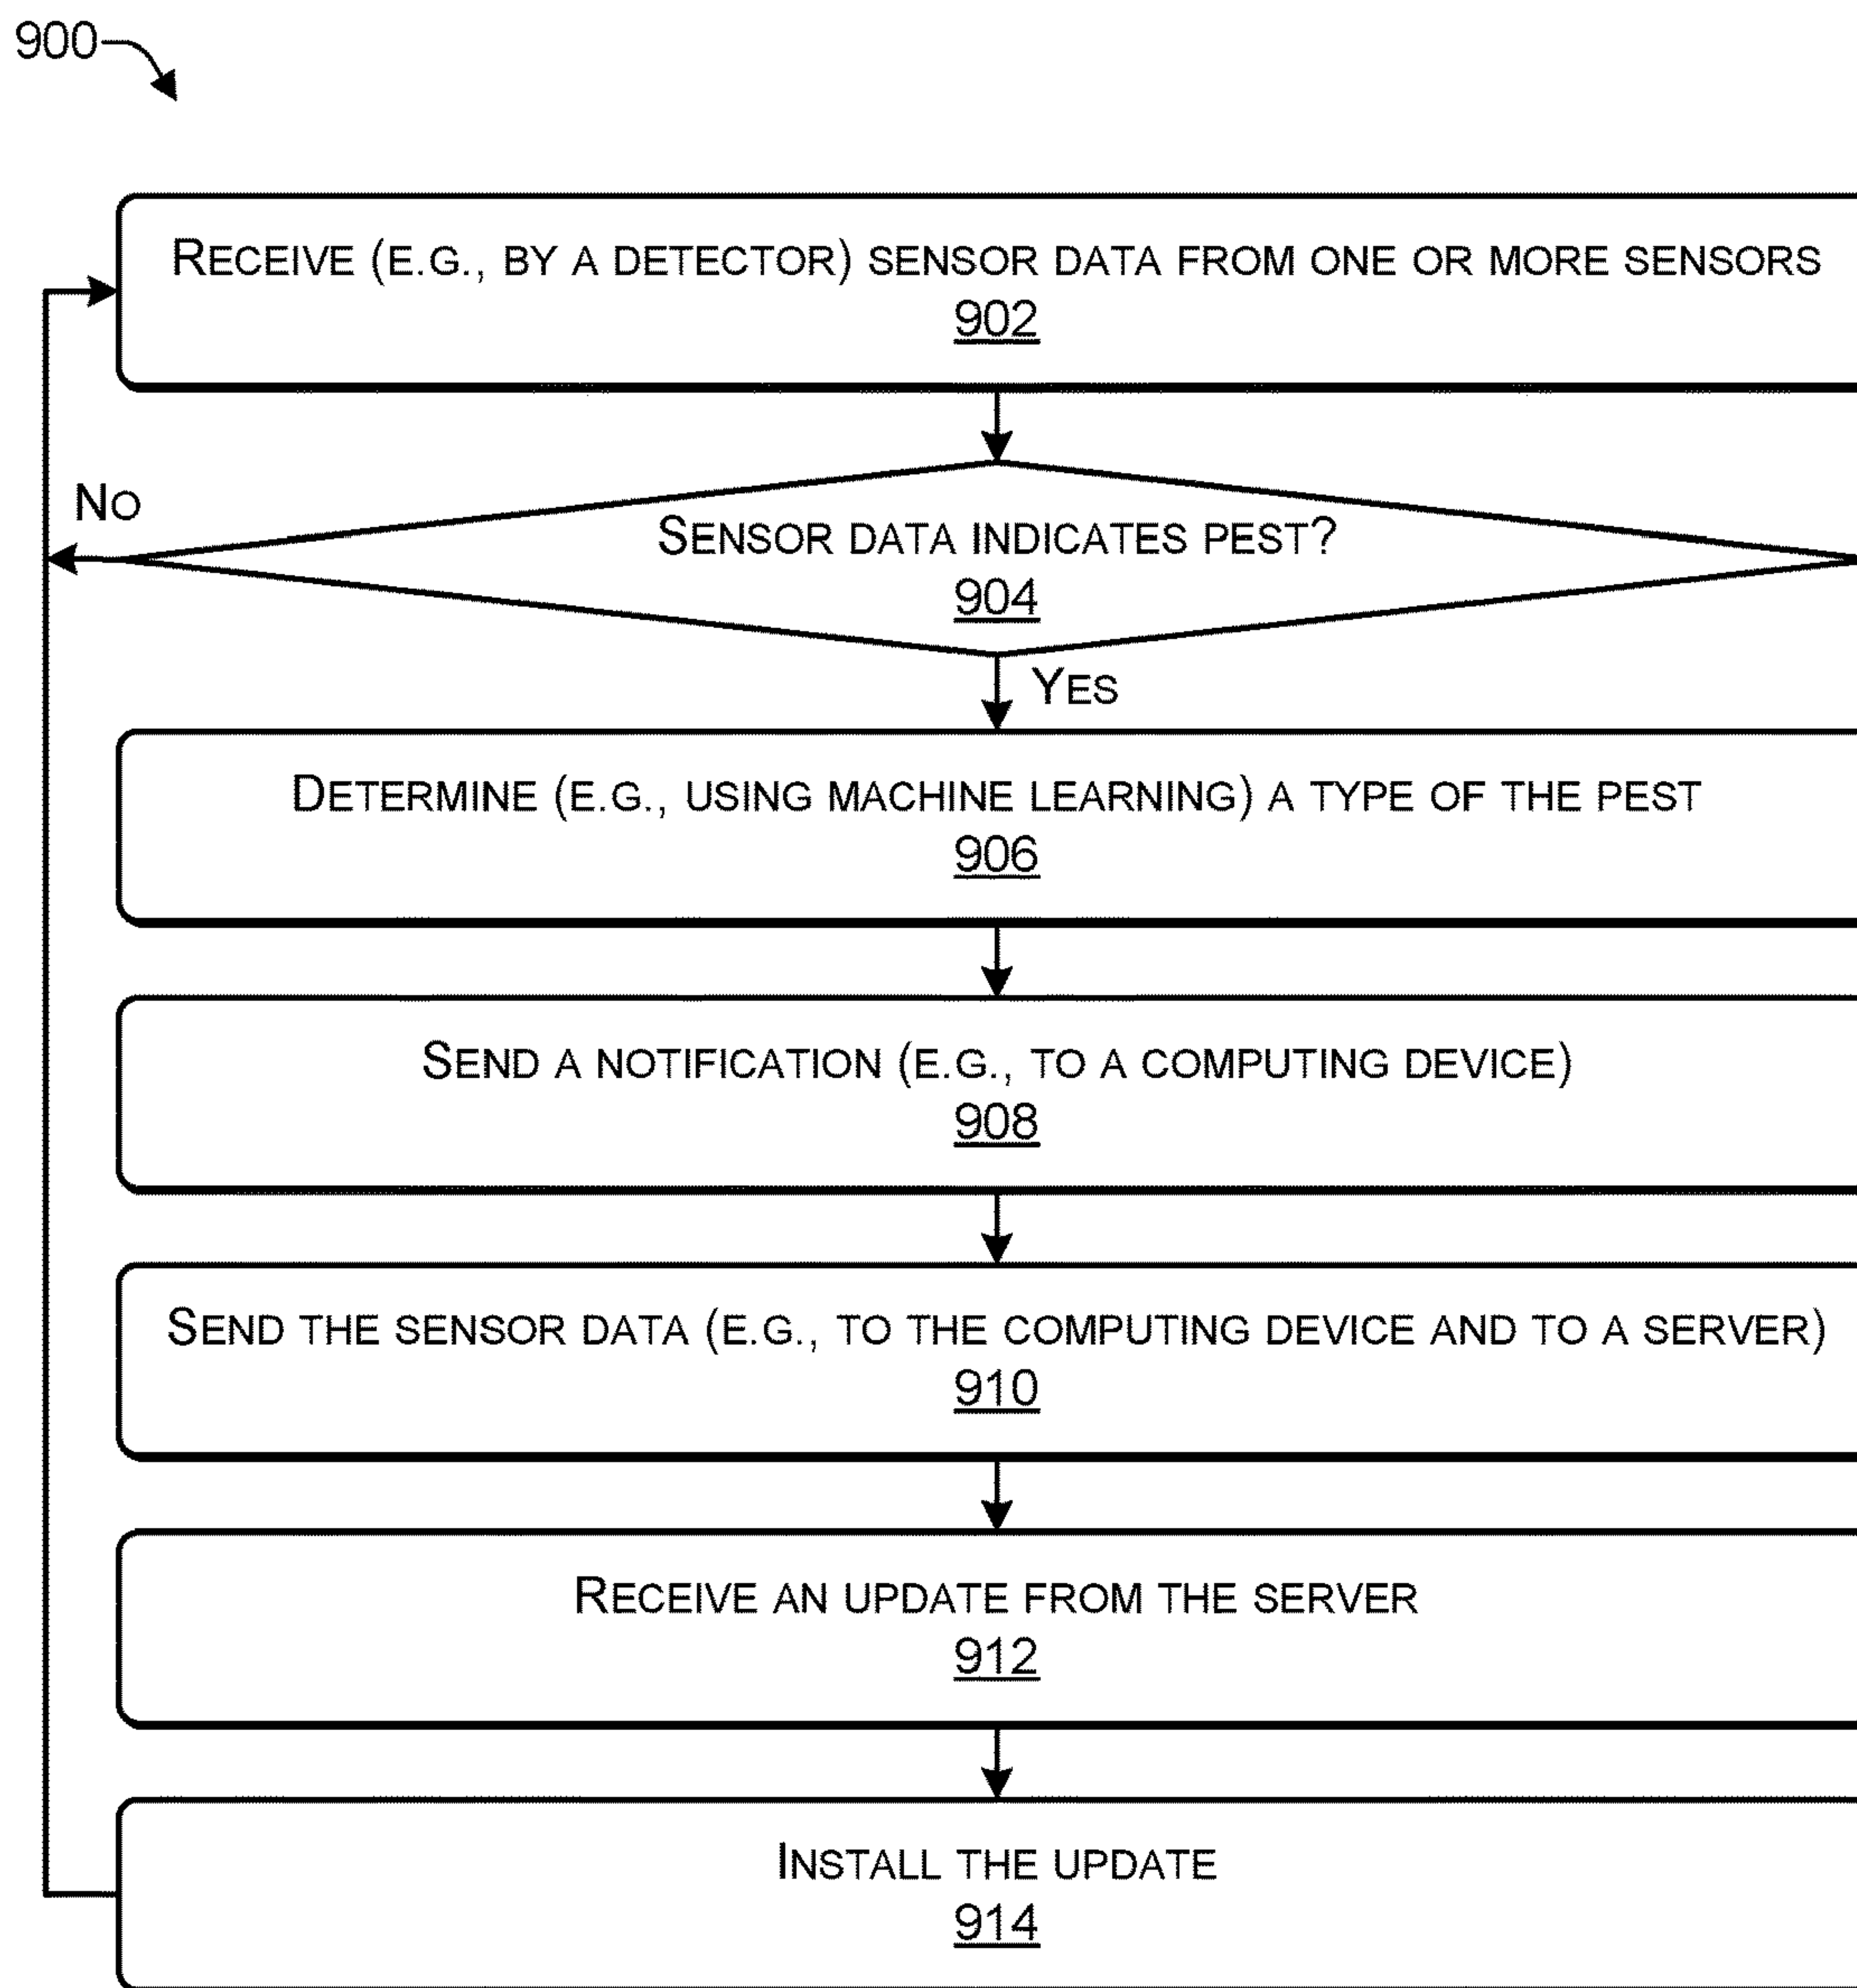 900
RECEIVE (E.G., BY A DETECTOR) SENSOR DATA FROM ONE OR MORE SENSORS
902
NO
SENSOR DATA INDICATES PEST?
904
YES
DETERMINE (E.G., USING MACHINE LEARNING) A TYPE OF THE PEST
906
SEND A NOTIFICATION (E.G., TO A COMPUTING DEVICE)
908
SEND THE SENSOR DATA (E.G., TO THE COMPUTING DEVICE AND TO A SERVER)
910
RECEIVE AN UPDATE FROM THE SERVER
912
INSTALL THE UPDATE
914